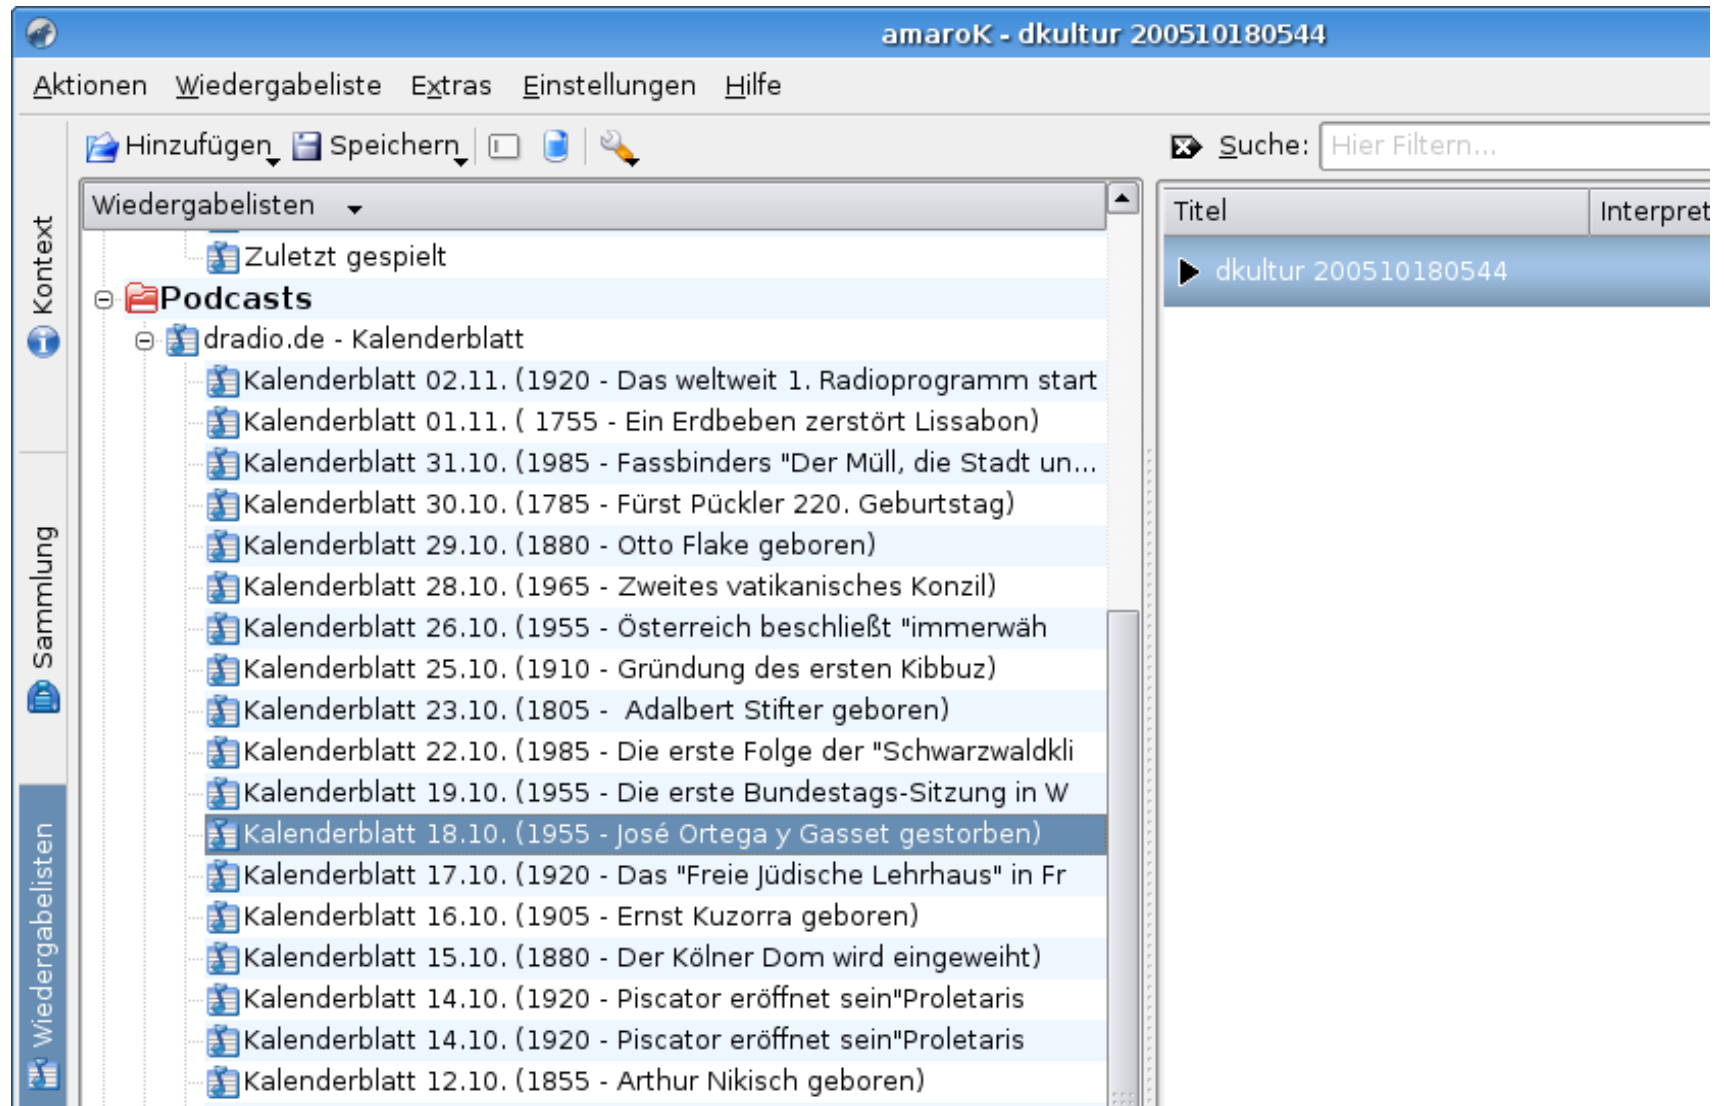 amaroK - dkultur 200510180544
Aktionen Wiedergabeliste Extras Einstellungen Hilfe
Hinzufügen Speichern
Suche: Hier Filtern...
Kontext
Sammlung
Wiedergabelisten
Wiedergabelisten
Zuletzt gespielt
Podcasts
dradio.de - Kalenderblatt
Kalenderblatt 02.11. (1920 - Das weltweit 1. Radioprogramm start
Kalenderblatt 01.11. ( 1755 - Ein Erdbeben zerstört Lissabon)
Kalenderblatt 31.10. (1985 - Fassbinders "Der Müll, die Stadt un...
Kalenderblatt 30.10. (1785 - Fürst Pückler 220. Geburtstag)
Kalenderblatt 29.10. (1880 - Otto Flake geboren)
Kalenderblatt 28.10. (1965 - Zweites vatikanisches Konzil)
Kalenderblatt 26.10. (1955 - Österreich beschließt "immerwäh
Kalenderblatt 25.10. (1910 - Gründung des ersten Kibbuz)
Kalenderblatt 23.10. (1805 -  Adalbert Stifter geboren)
Kalenderblatt 22.10. (1985 - Die erste Folge der "Schwarzwaldkli
Kalenderblatt 19.10. (1955 - Die erste Bundestags-Sitzung in W
Kalenderblatt 18.10. (1955 - José Ortega y Gasset gestorben)
Kalenderblatt 17.10. (1920 - Das "Freie Jüdische Lehrhaus" in Fr
Kalenderblatt 16.10. (1905 - Ernst Kuzorra geboren)
Kalenderblatt 15.10. (1880 - Der Kölner Dom wird eingeweiht)
Kalenderblatt 14.10. (1920 - Piscator eröffnet sein"Proletaris
Kalenderblatt 14.10. (1920 - Piscator eröffnet sein"Proletaris
Kalenderblatt 12.10. (1855 - Arthur Nikisch geboren)
Titel Interpret
dkultur 200510180544